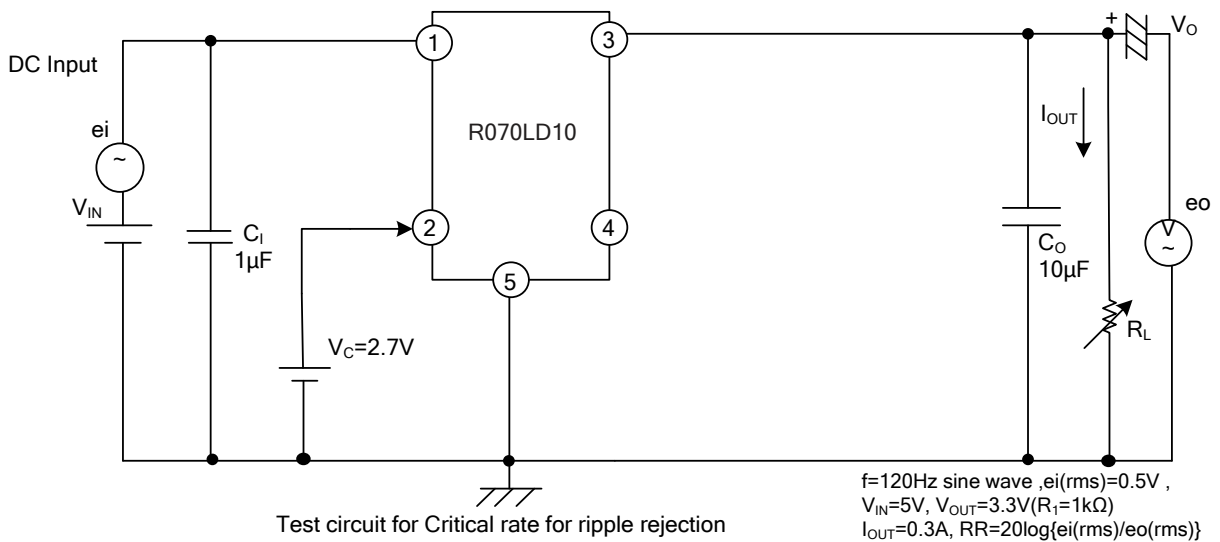 DC Input
ei
~
V_IN
C_I
1µF
1
2
3
4
5
R070LD10
V_C=2.7V
+
V_O
I_OUT
C_O
10µF
R_L
eo
V
~
f=120Hz sine wave ,ei(rms)=0.5V ,
V_IN=5V, V_OUT=3.3V(R_1=1kΩ)
I_OUT=0.3A, RR=20log{ei(rms)/eo(rms)}
Test circuit for Critical rate for ripple rejection